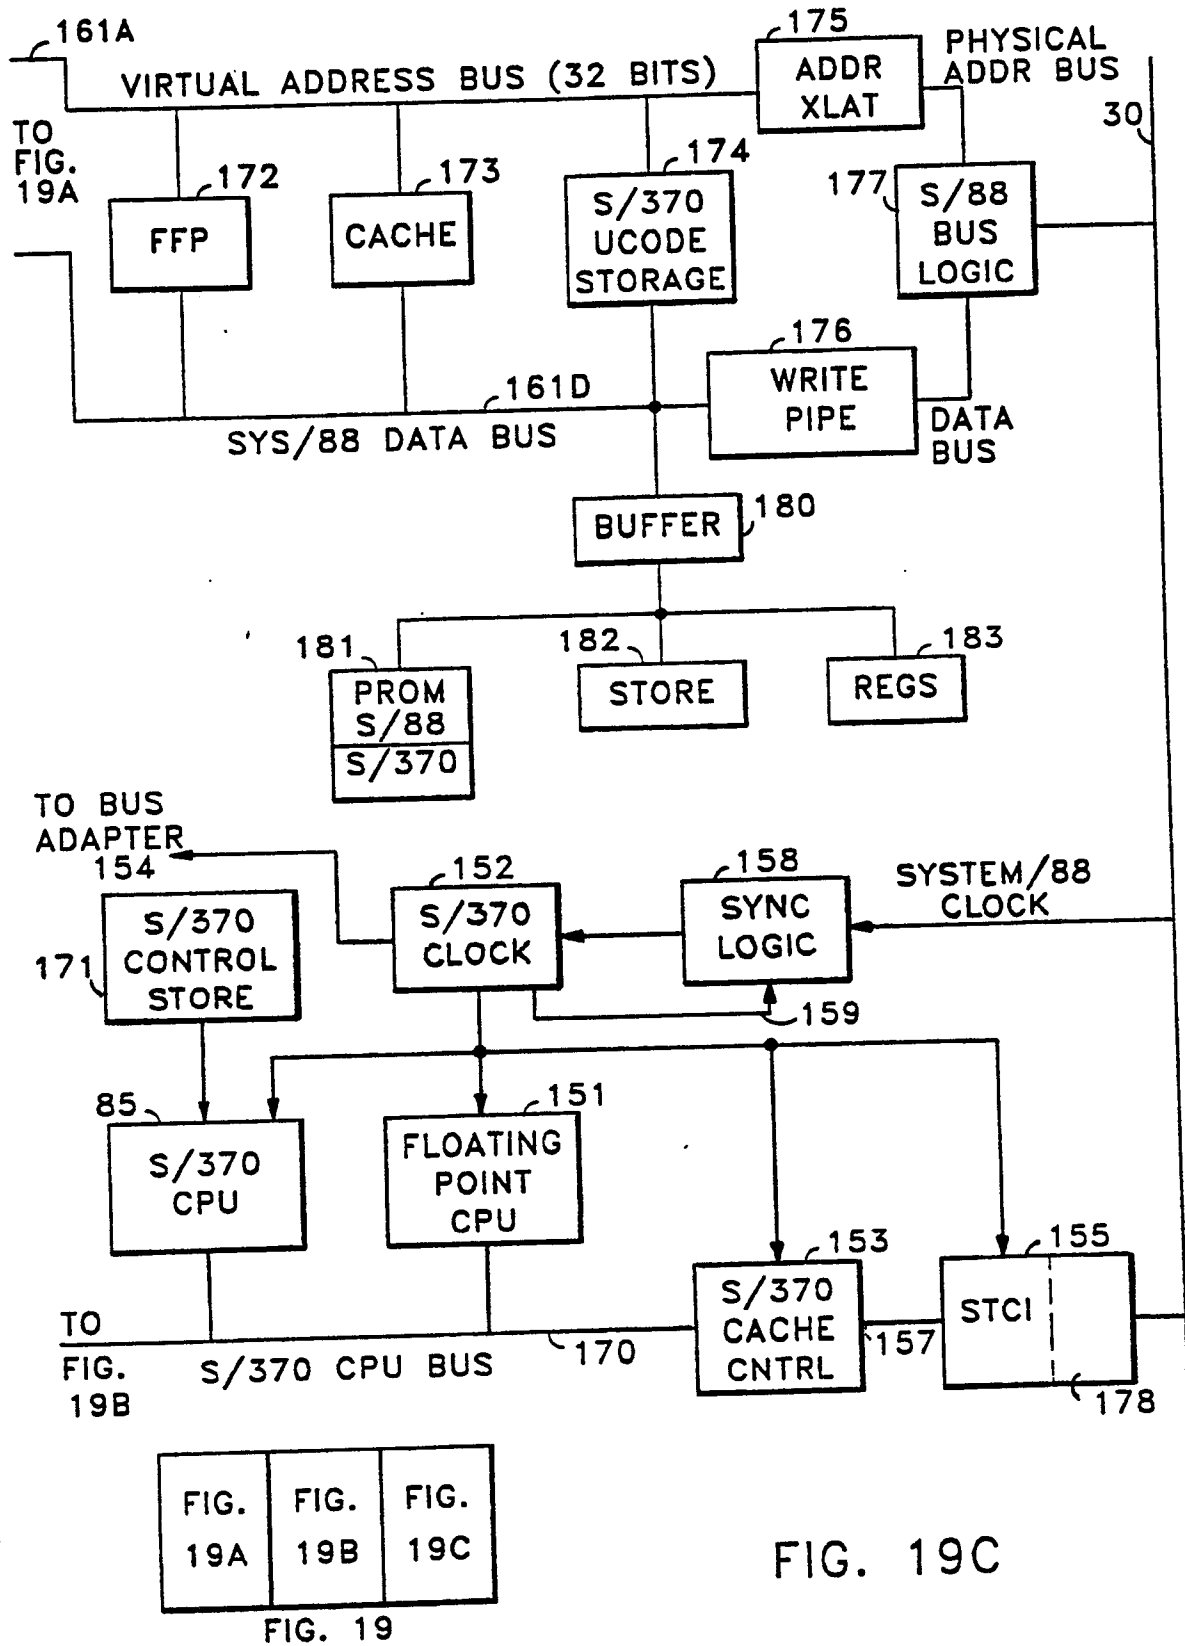 161A
VIRTUAL ADDRESS BUS (32 BITS)
175
ADDR
XLAT
PHYSICAL
ADDR BUS
30
TO
FIG.
19A
172
FFP
173
CACHE
174
S/370
UCODE
STORAGE
177
S/88
BUS
LOGIC
176
WRITE
PIPE
161D
SYS/88 DATA BUS
DATA
BUS
BUFFER
180
181
PROM
S/88
S/370
182
STORE
183
REGS
TO BUS
ADAPTER
154
152
S/370
CLOCK
158
SYNC
LOGIC
SYSTEM/88
CLOCK
171
S/370
CONTROL
STORE
159
85
S/370
CPU
151
FLOATING
POINT
CPU
153
S/370
CACHE
CNTRL
155
STCI
157
178
TO
FIG.
19B
S/370 CPU BUS
170
FIG.
19A
FIG.
19B
FIG.
19C
FIG. 19
FIG. 19C